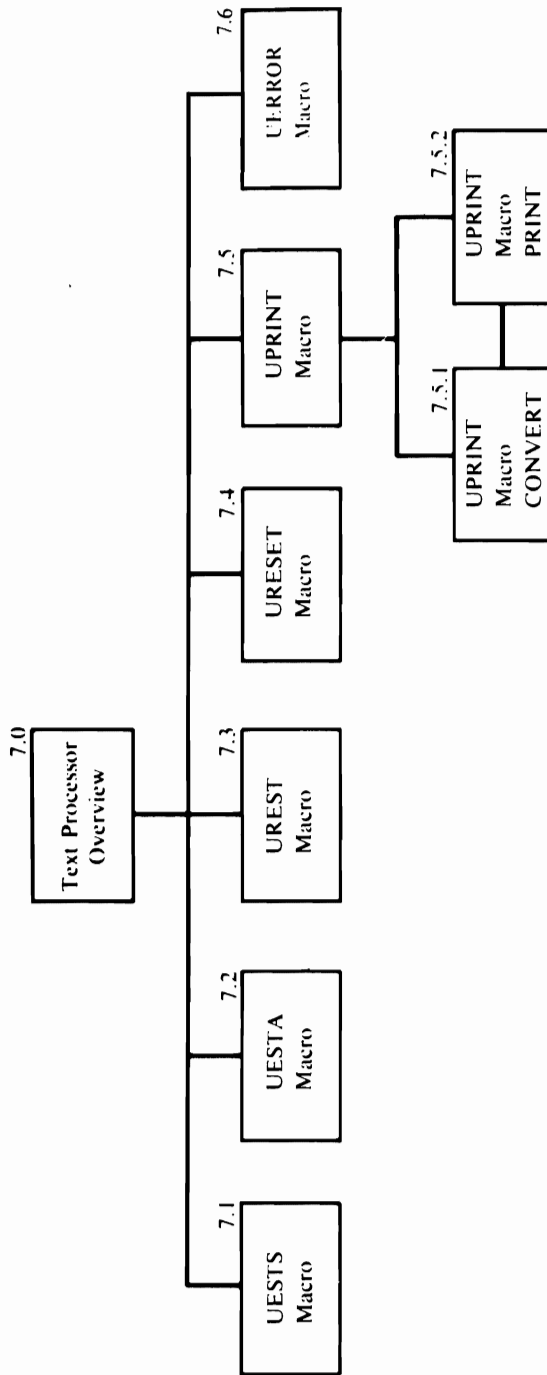 7.0
Text Processor
Overview
7.1
UESTS
Macro
7.2
UESTA
Macro
7.3
UREST
Macro
7.4
URESET
Macro
7.5
UPRINT
Macro
7.6
UERROR
Macro
7.5.1
UPRINT
Macro
CONVERT
7.5.2
UPRINT
Macro
PRINT